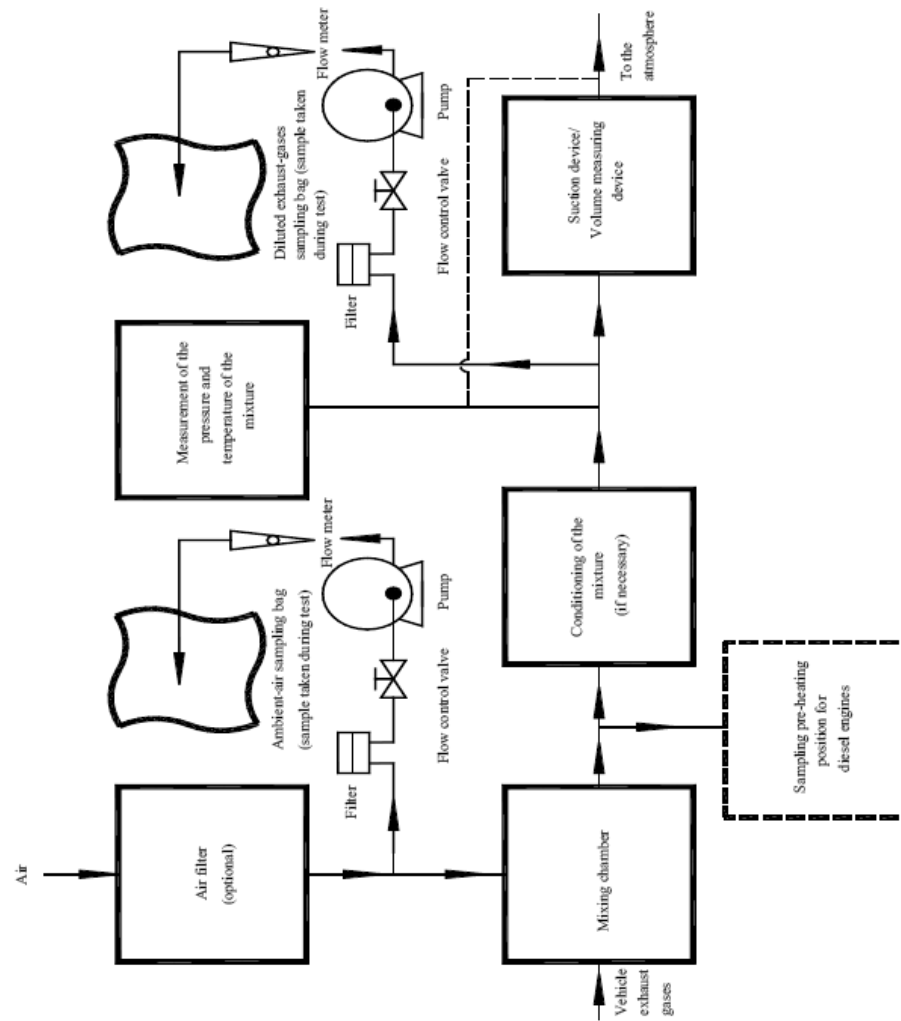 Air
Air filter
(optional)
Ambient-air sampling bag
(sample taken during test)
Flow meter
Filter
Flow control valve
Pump
Measurement of the
pressure and
temperature of the
mixture
Diluted exhaust-gases
sampling bag (sample taken
during test)
Flow meter
Filter
Flow control valve
Pump
Vehicle
exhaust
gases
Mixing chamber
Conditioning of the
mixture
(if necessary)
Suction device/
Volume measuring
device
To the
atmosphere
Sampling pre-heating
position for
diesel engines